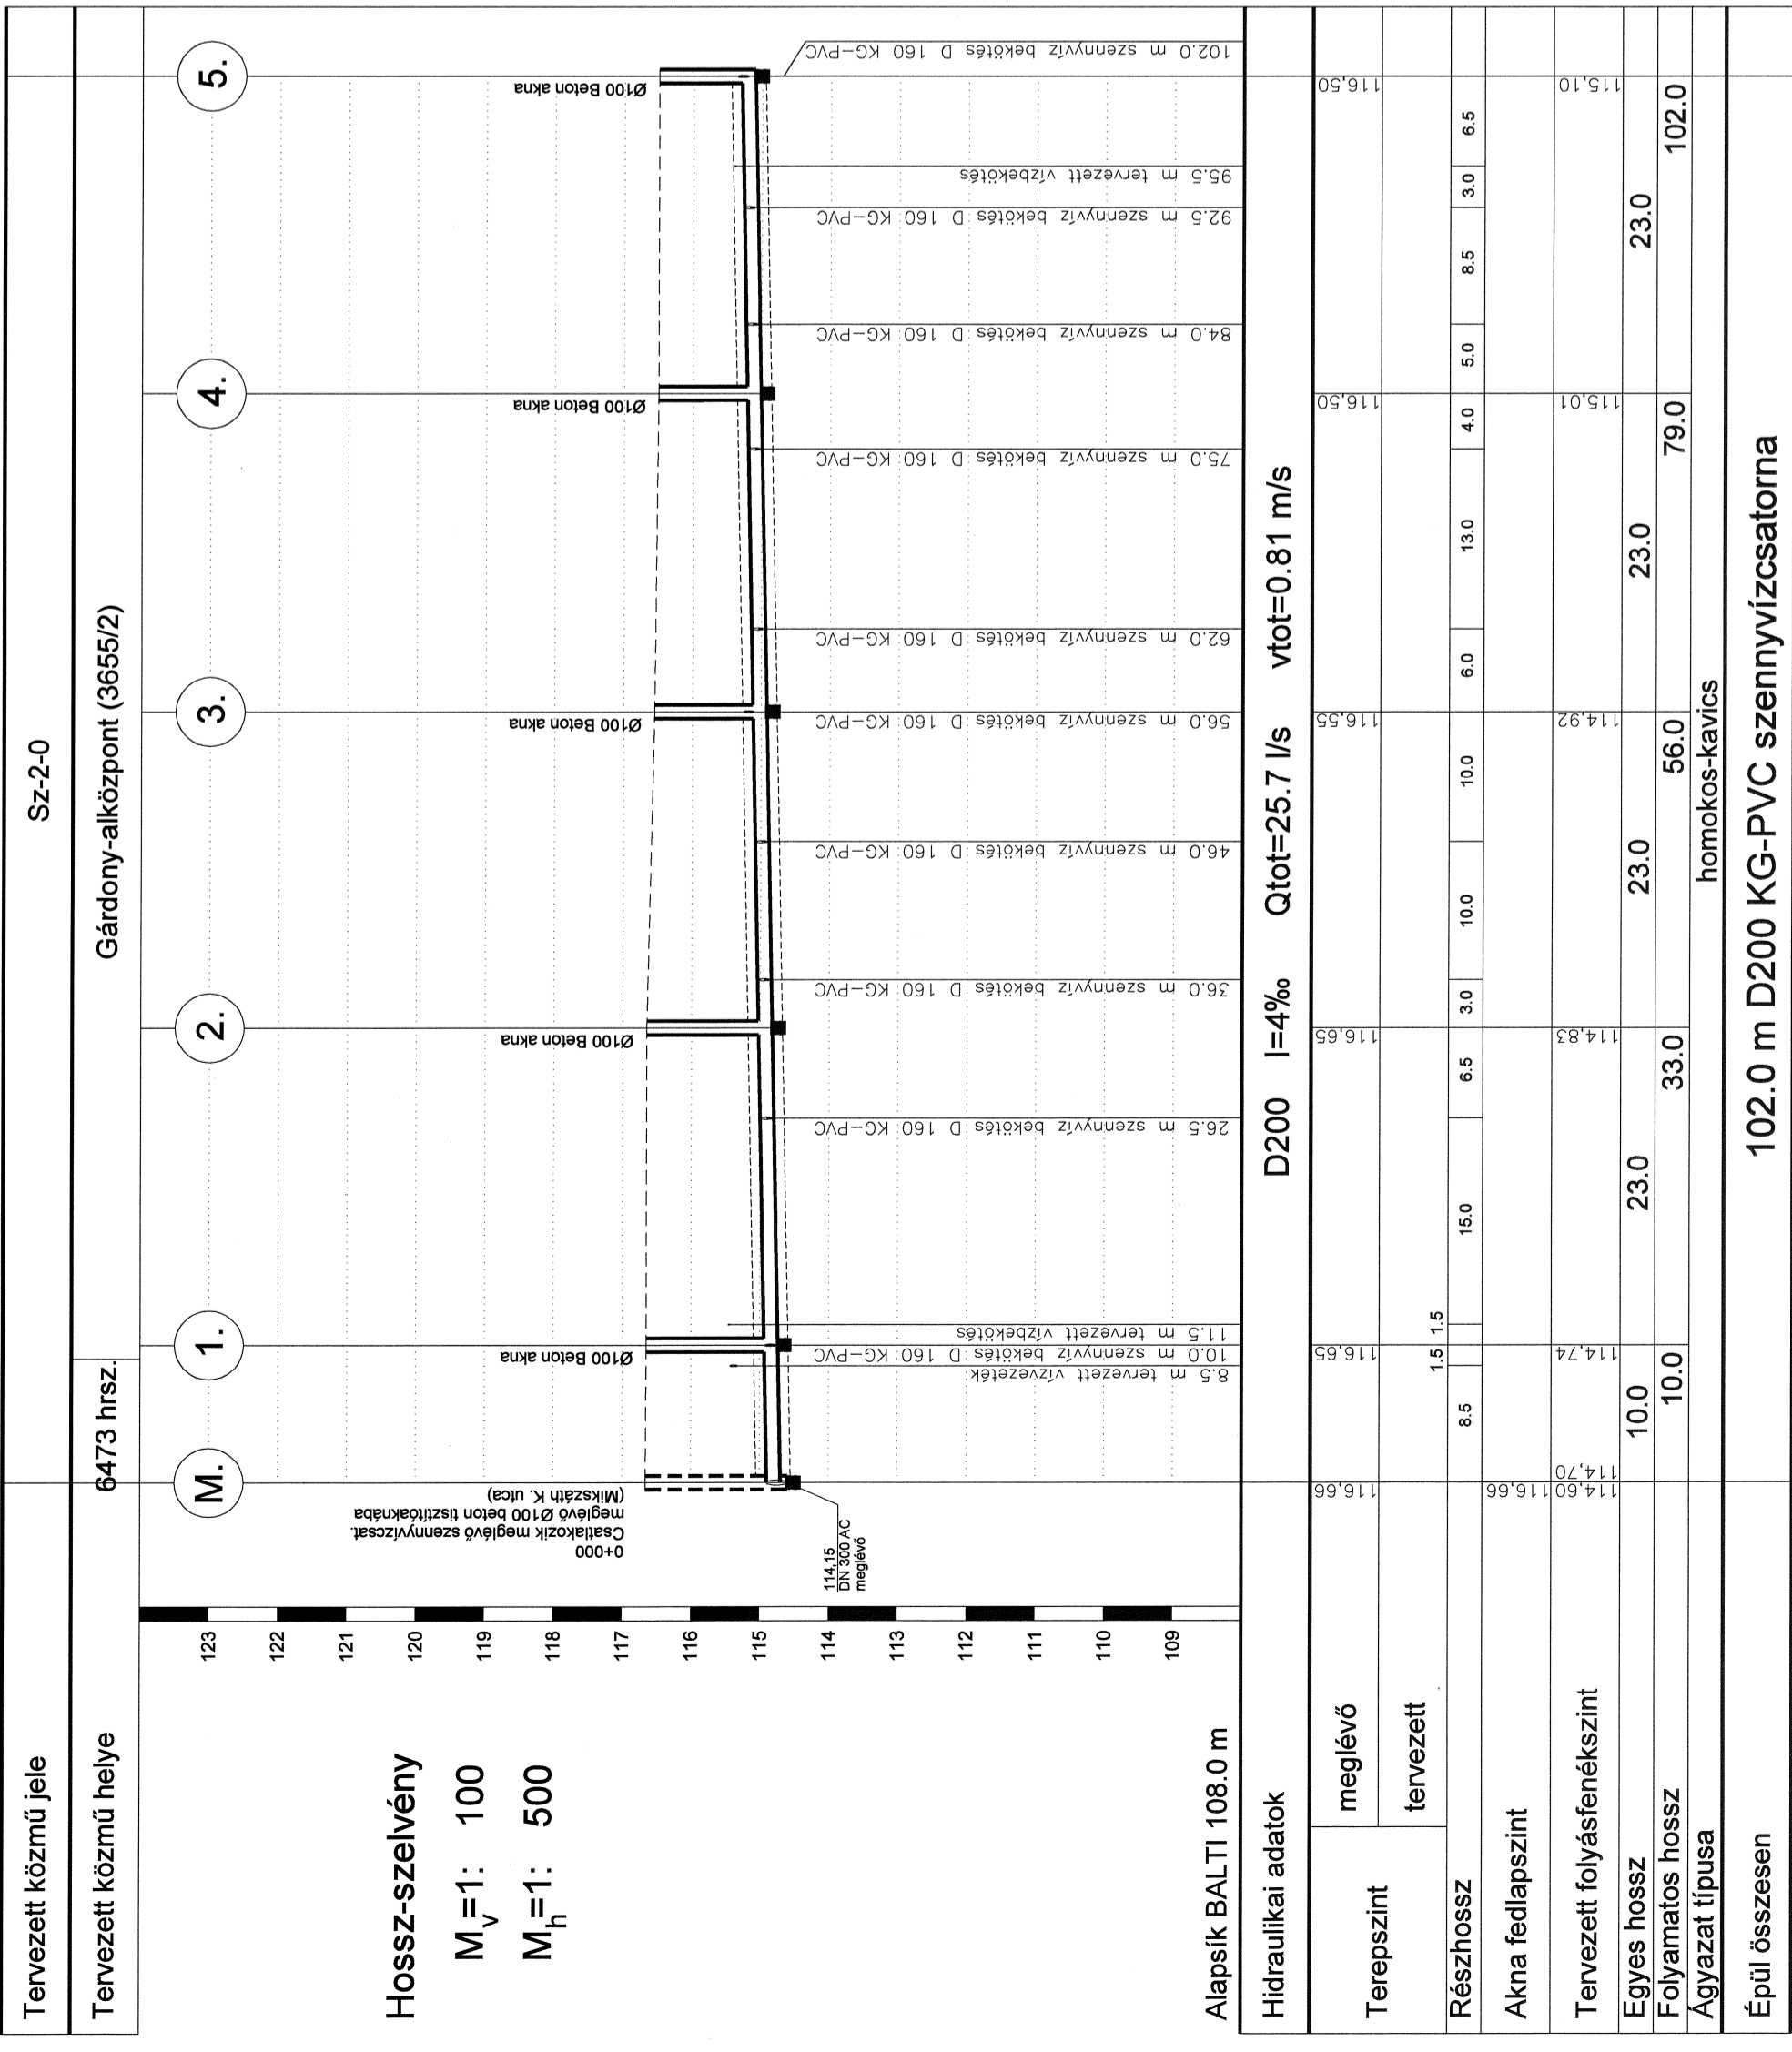 Tervezett közmű jele
Sz-2-0
Tervezett közmű helye
6473 hrsz.
Gárdony-alközpont (3655/2)
M.
1.
2.
3.
4.
5.
Hossz-szelvény
Mv=1: 100
Mh=1: 500
123
122
121
120
119
118
117
116
115
114
113
112
111
110
109
Alapsík BALTI 108.0 m
0+000
Csatlakozik meglévő szennyvízcsat.
meglévő Ø100 beton tisztítóaknába
(Mikszáth K. utca)
114,15
DN 300 AC
meglévő
Ø100 Beton akna
Ø100 Beton akna
Ø100 Beton akna
Ø100 Beton akna
Ø100 Beton akna
8.5 m tervezett vízvezeték
10.0 m szennyvíz bekötés D 160 KG-PVC
11.5 m tervezett vízbekötés
26.5 m szennyvíz bekötés D 160 KG-PVC
36.0 m szennyvíz bekötés D 160 KG-PVC
46.0 m szennyvíz bekötés D 160 KG-PVC
56.0 m szennyvíz bekötés D 160 KG-PVC
62.0 m szennyvíz bekötés D 160 KG-PVC
75.0 m szennyvíz bekötés D 160 KG-PVC
84.0 m szennyvíz bekötés D 160 KG-PVC
92.5 m szennyvíz bekötés D 160 KG-PVC
95.5 m tervezett vízbekötés
102.0 m szennyvíz bekötés D 160 KG-PVC
Hidraulikai adatok
D200 I=4‰ Qtot=25.7 l/s vtot=0.81 m/s
Terepszint
meglévő
116,66 116,65 116,65 116,55 116,50 116,50
tervezett
Részhossz
8.5 1.5 1.5 15.0 6.5 3.0 10.0 10.0 6.0 13.0 4.0 5.0 8.5 3.0 6.5
Akna fedlapszint
116,66
Tervezett folyásfenékszint
114,60 114,70 114,74 114,83 114,92 115,01 115,10
Egyes hossz
10.0 23.0 23.0 23.0 23.0
Folyamatos hossz
10.0 33.0 56.0 79.0 102.0
Ágyazat típusa
homokos-kavics
Épül összesen
102.0 m D200 KG-PVC szennyvízcsatorna